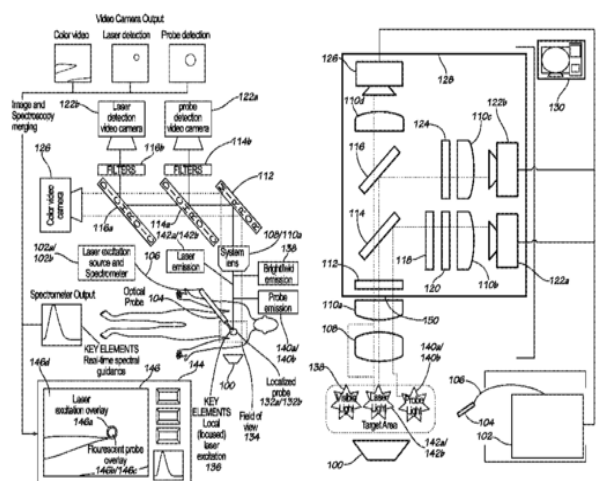 Video Camera Output
Color video
Laser detection
Probe detection
Image and
Spectroscopy
merging
122b
122a
Laser
detection
video camera
probe
detection
video camera
116b
114b
126
FILTERS
FILTERS
112
Color video
camera
116a
114a
142a/142b
108/110a
System
lens
138
102a/
102b
106
Laser excitation
source and
Spectrometer
Laser
emission
Brightfield
emission
Spectrometer Output
Optical
Probe
104
Probe
emission
140a/
140b
KEY ELEMENTS
Real-time spectral
guidance
146d
146
144
100
Localized
probe
132a/132b
Laser
excitation overlay
146a
KEY
ELEMENTS
Local
(focused)
laser
excitation
136
Field of
view
134
Flourescent probe
overlay
146b/146c
126
128
130
110d
116
124
110c
122b
114
118
120
110b
122a
112
110a
150
108
140a/
140b
138
Visible
Light
Laser
Light
Probe
Light
Target Area
142a/
142b
100
106
104
102